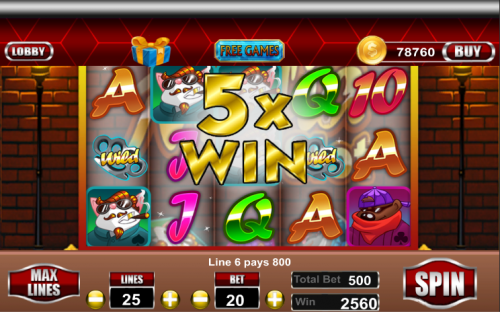 LOBBY
FREE GAMES
78760
BUY
A
Q
10
5x
WIN
Wild
J
Wild
A
J
Q
A
Line 6 pays 800
MAX
LINES
LINES
25
BET
20
Total Bet 500
Win 2560
SPIN